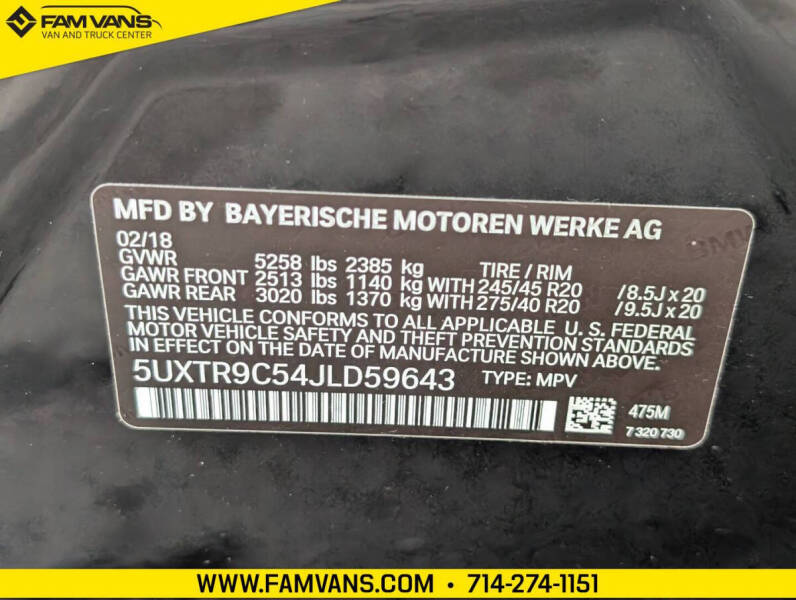 FAM VANS
VAN AND TRUCK CENTER
MFD BY BAYERISCHE MOTOREN WERKE AG
02/18
GVWR 5258 lbs 2385 kg TIRE / RIM
GAWR FRONT 2513 lbs 1140 kg WITH 245/45 R20 /8.5J x 20
GAWR REAR 3020 lbs 1370 kg WITH 275/40 R20 /9.5J x 20
THIS VEHICLE CONFORMS TO ALL APPLICABLE U. S. FEDERAL
MOTOR VEHICLE SAFETY AND THEFT PREVENTION STANDARDS
IN EFFECT ON THE DATE OF MANUFACTURE SHOWN ABOVE.
5UXTR9C54JLD59643 TYPE: MPV
475M
7 320 730
WWW.FAMVANS.COM • 714-274-1151